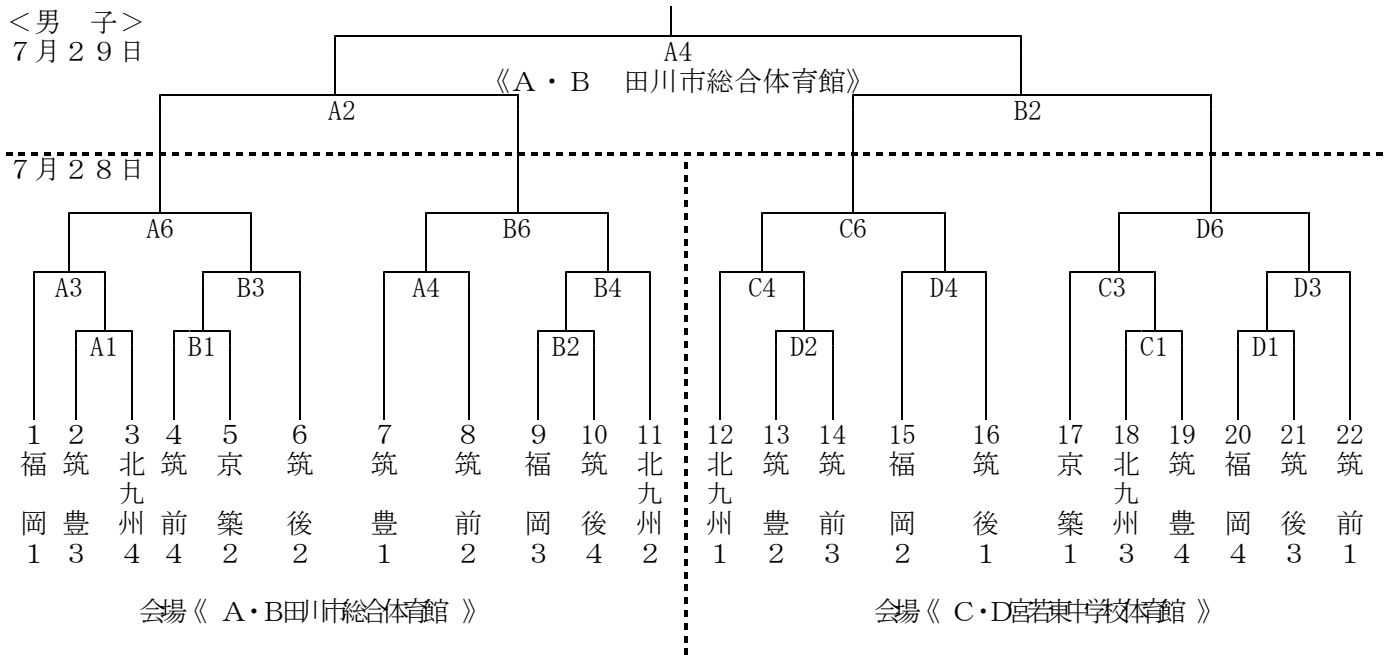 ＜男　子＞
７月２９日
A4
《Ａ・Ｂ　田川市総合体育館》
A2　B2
７月２８日
A6　B6　C6　D6
A3　B3　A4　B4　C4　D4　C3　D3
A1　B1　B2　D2　C1　D1
1　2　3　4　5　6　7　8　9　10　11　12　13　14　15　16　17　18　19　20　21　22
福岡１
筑豊３
北九州４
筑前４
京築２
筑後２
筑豊１
筑前２
福岡３
筑後４
北九州２
北九州１
筑豊２
筑前３
福岡２
筑後１
京築１
北九州３
筑豊４
福岡４
筑後３
筑前１
会場《 Ａ・Ｂ田川市総合体育館 》
会場《 Ｃ・Ｄ宮若東中学校体育館 》